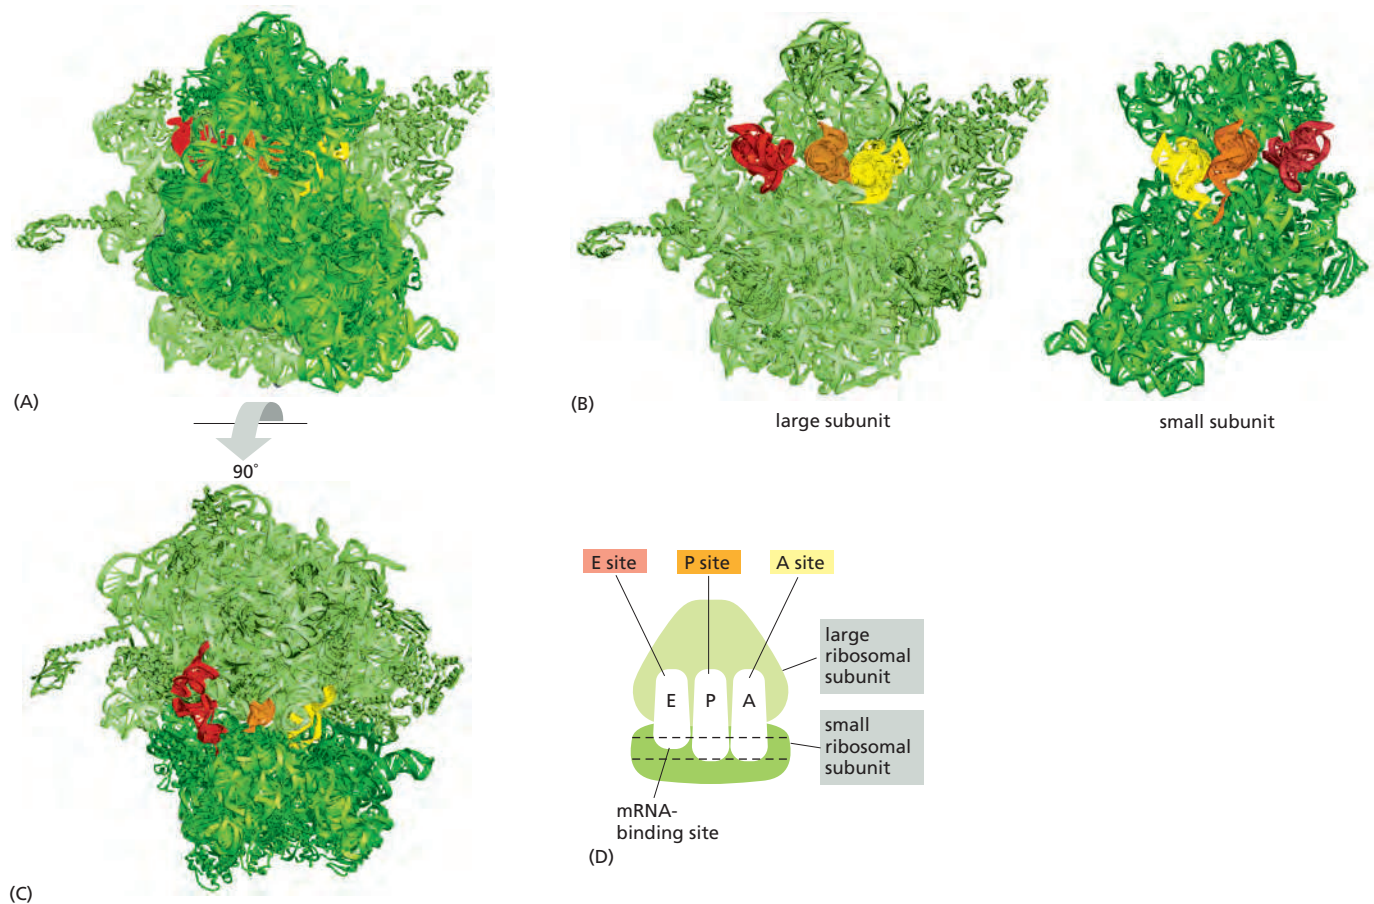 (A)
90°
(B)
large subunit
small subunit
(C)
E site
P site
A site
E
P
A
large
ribosomal
subunit
small
ribosomal
subunit
mRNA-
binding site
(D)